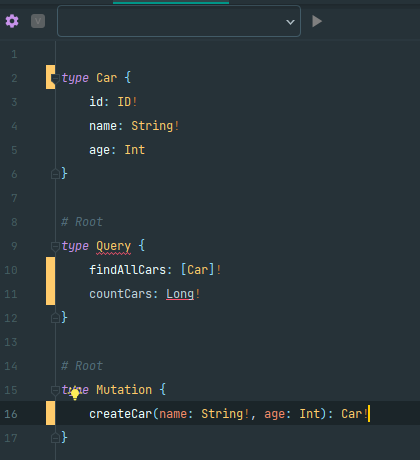 V
1
2 type Car {
3 id: ID!
4 name: String!
5 age: Int
6 }
7
8 # Root
9 type Query {
10 findAllCars: [Car]!
11 countCars: Long!
12 }
13
14 # Root
15 type Mutation {
16 createCar(name: String!, age: Int): Car!
17 }